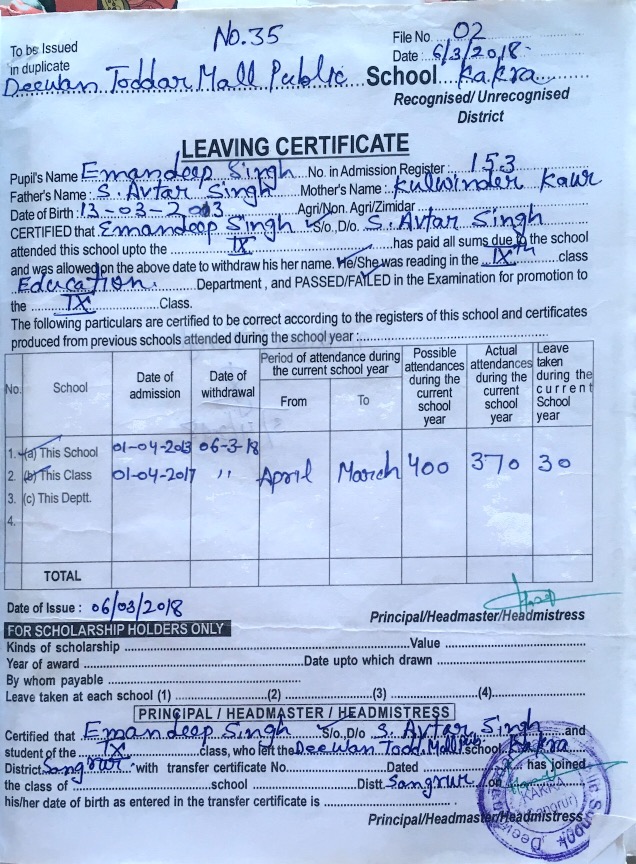 No.35
File No. 02
To be Issued
in duplicate
Date : 6/3/2018
Deewan Toddar Mall Public School Kakra
Recognised/ Unrecognised
District
LEAVING CERTIFICATE
Pupil's Name Emandeep Singh No. in Admission Register : 153
Father's Name : S. Avtar Singh Mother's Name : Kulwinder Kaur
Date of Birth : 13-03-2003 Agri/Non. Agri/Zimidar
CERTIFIED that Emandeep Singh S/o., D/o. S. Avtar Singh
attended this school upto the IX has paid all sums due to the school
and was allowed on the above date to withdraw his her name. He/She was reading in the IXth class
Education. Department , and PASSED/FAILED in the Examination for promotion to
the IX Class.
The following particulars are certified to be correct according to the registers of this school and certificates
produced from previous schools attended during the school year :
No. School Date of admission Date of withdrawal Period of attendance during the current school year From To Possible attendances during the current school year Actual attendances during the current school year Leave taken during the current School year
1. (a) This School 01-04-2013 06-3-18
2. (b) This Class 01-04-2017 ,, April March 400 370 30
3. (c) This Deptt.
4.
TOTAL
Date of Issue : 06/03/2018
Principal/Headmaster/Headmistress
FOR SCHOLARSHIP HOLDERS ONLY
Kinds of scholarship Value
Year of award Date upto which drawn
By whom payable
Leave taken at each school (1) (2) (3) (4)
PRINCIPAL / HEADMASTER / HEADMISTRESS
Certified that Emandeep Singh S/o., D/o S. Avtar Singh and
student of the IX class, who left the Deewan Todd. Mall Pub. school Kakra
District Sangrur with transfer certificate No. Dated has joined
the class of school Distt. Sangrur on
his/her date of birth as entered in the transfer certificate is
Principal/Headmaster/Headmistress
KAKRA
(Sangrur)